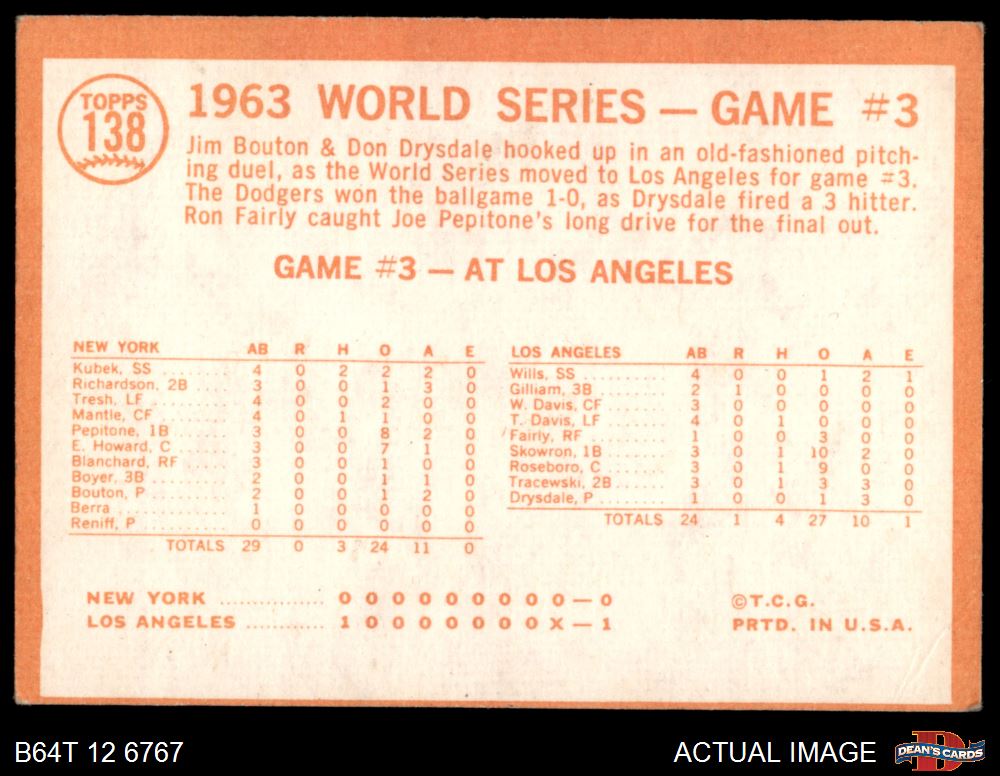 TOPPS
138
1963 WORLD SERIES — GAME #3
Jim Bouton & Don Drysdale hooked up in an old-fashioned pitch-
ing duel, as the World Series moved to Los Angeles for game #3.
The Dodgers won the ballgame 1-0, as Drysdale fired a 3 hitter.
Ron Fairly caught Joe Pepitone's long drive for the final out.
GAME #3 — AT LOS ANGELES
NEW YORK AB R H O A E
Kubek, SS ........ 4 0 2 2 2 0
Richardson, 2B ..... 3 0 0 1 3 0
Tresh, LF ........ 4 0 0 2 0 0
Mantle, CF ....... 4 0 1 1 0 0
Pepitone, 1B ...... 3 0 0 8 2 0
E. Howard, C ...... 3 0 0 7 1 0
Blanchard, RF ...... 3 0 0 1 0 0
Boyer, 3B ........ 2 0 0 1 1 0
Bouton, P ........ 2 0 0 1 2 0
Berra ............ 1 0 0 0 0 0
Reniff, P ......... 0 0 0 0 0 0
TOTALS 29 0 3 24 11 0
LOS ANGELES AB R H O A E
Wills, SS ......... 4 0 0 1 2 1
Gilliam, 3B ........ 2 1 0 0 0 0
W. Davis, CF ....... 3 0 0 0 0 0
T. Davis, LF ....... 4 0 1 0 0 0
Fairly, RF ......... 1 0 0 3 0 0
Skowron, 1B ....... 3 0 1 10 2 0
Roseboro, C ....... 3 0 1 9 0 0
Tracewski, 2B ...... 3 0 1 3 3 0
Drysdale, P ........ 1 0 0 1 3 0
TOTALS 24 1 4 27 10 1
NEW YORK ............ 0 0 0 0 0 0 0 0 0 — 0
LOS ANGELES ......... 1 0 0 0 0 0 0 0 X — 1
©T.C.G.
PRTD. IN U.S.A.
B64T 12 6767
ACTUAL IMAGE
D
DEAN'S CARDS